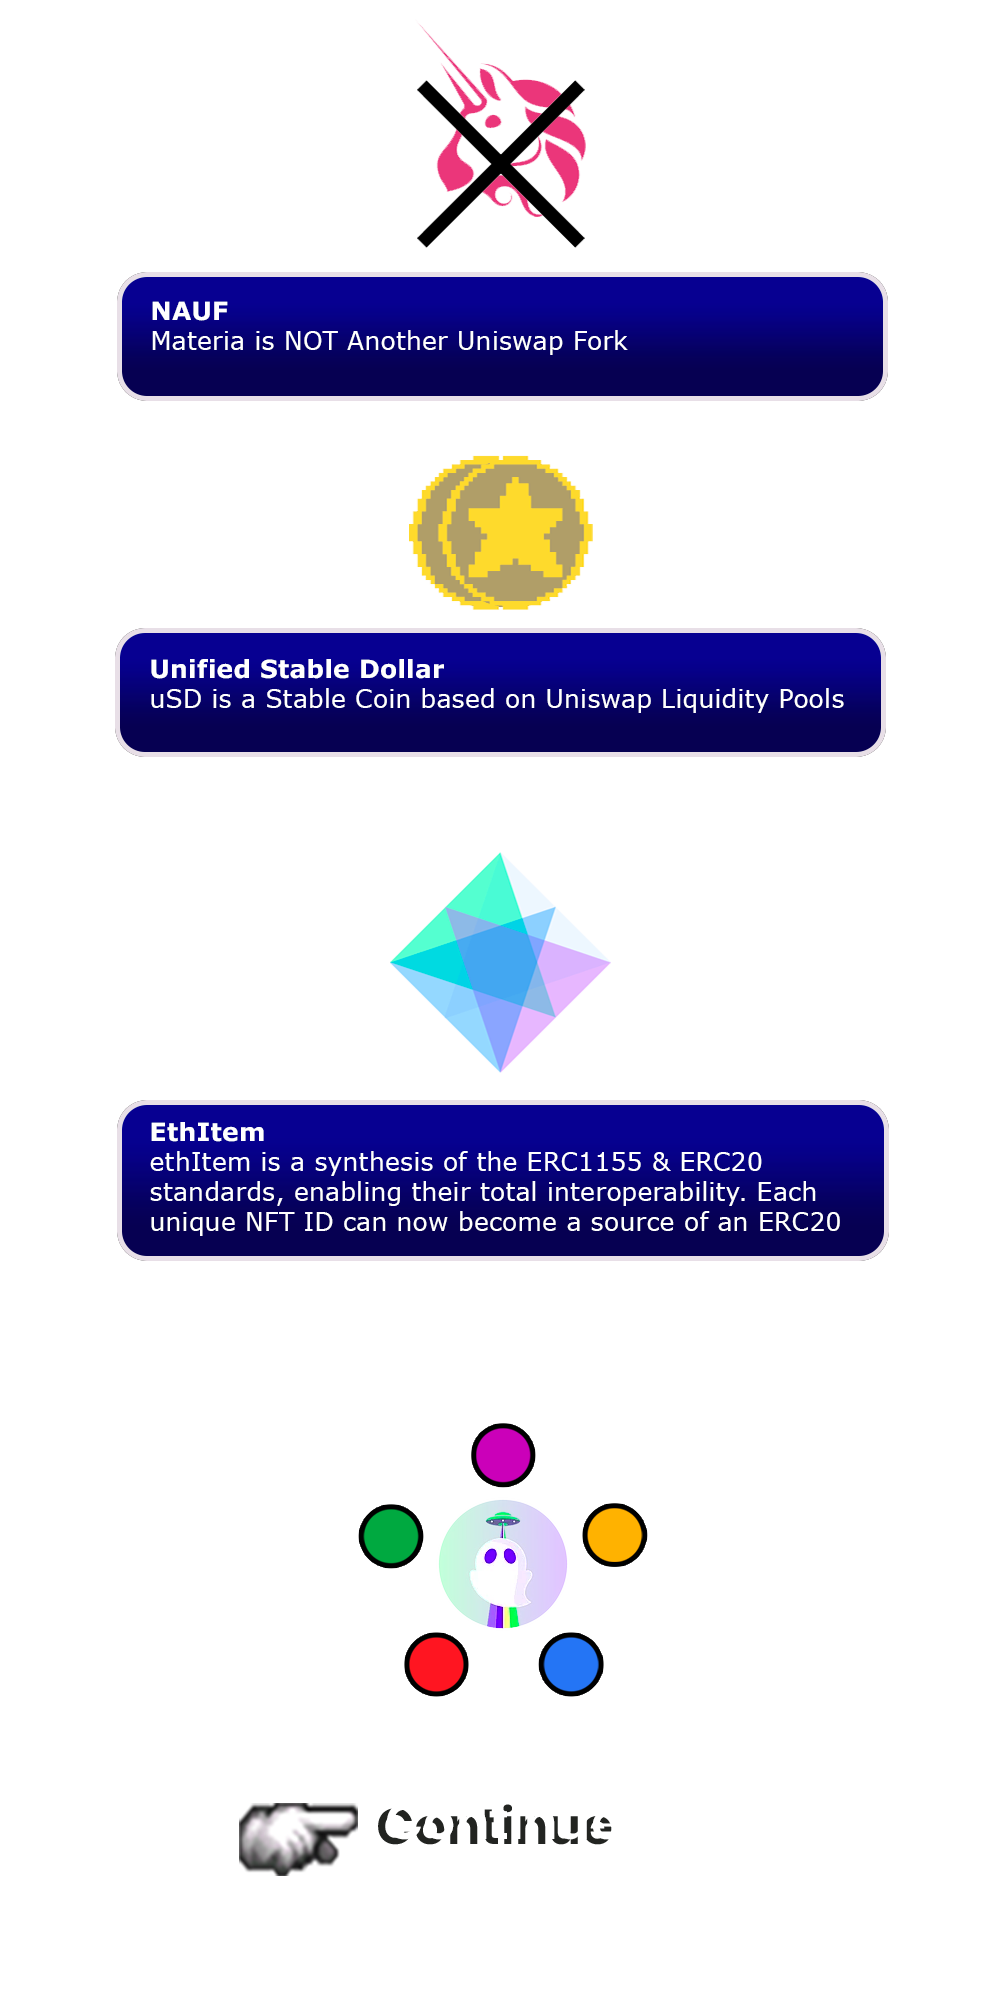 NAUF
Materia is NOT Another Uniswap Fork
Unified Stable Dollar
uSD is a Stable Coin based on Uniswap Liquidity Pools
EthItem
ethItem is a synthesis of the ERC1155 & ERC20
standards, enabling their total interoperability. Each
unique NFT ID can now become a source of an ERC20
Continue